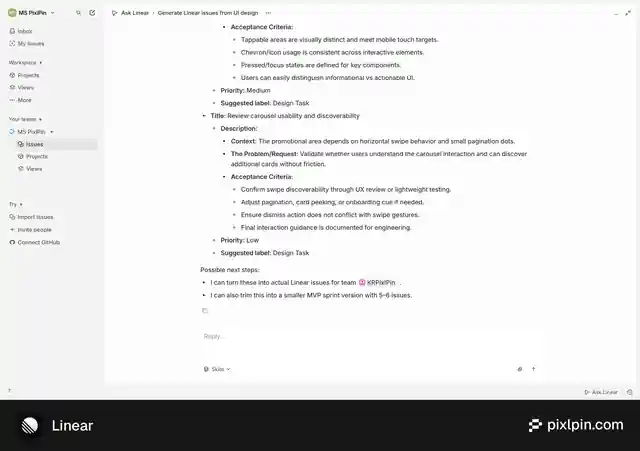 MS PixlPin
Ask Linear › Generate Linear issues from UI design
Inbox
My issues
Workspace
Projects
Views
More
Your teams
MS PixlPin
Issues
Projects
Views
Try
Import issues
Invite people
Connect GitHub
Acceptance Criteria:
Tappable areas are visually distinct and meet mobile touch targets.
Chevron/icon usage is consistent across interactive elements.
Pressed/focus states are defined for key components.
Users can easily distinguish informational vs actionable UI.
Priority: Medium
Suggested label: Design Task
Title: Review carousel usability and discoverability
Description:
Context: The promotional area depends on horizontal swipe behavior and small pagination dots.
The Problem/Request: Validate whether users understand the carousel interaction and can discover
additional cards without friction.
Acceptance Criteria:
Confirm swipe discoverability through UX review or lightweight testing.
Adjust pagination, card peeking, or onboarding cue if needed.
Ensure dismiss action does not conflict with swipe gestures.
Final interaction guidance is documented for engineering.
Priority: Low
Suggested label: Design Task
Possible next steps:
I can turn these into actual Linear issues for team KRPixlPin .
I can also trim this into a smaller MVP sprint version with 5–6 issues.
Reply...
Skills
?
Ask Linear
Linear
pixlpin.com